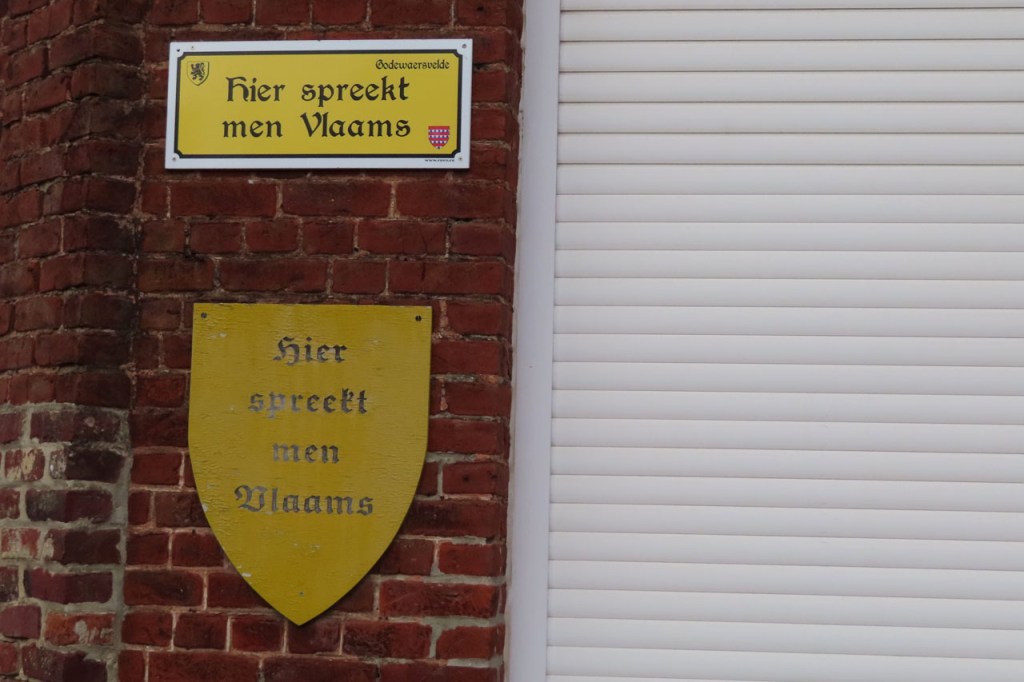 Godewaersvelde
Hier spreekt
men Vlaams
Hier
spreekt
men
Vlaams